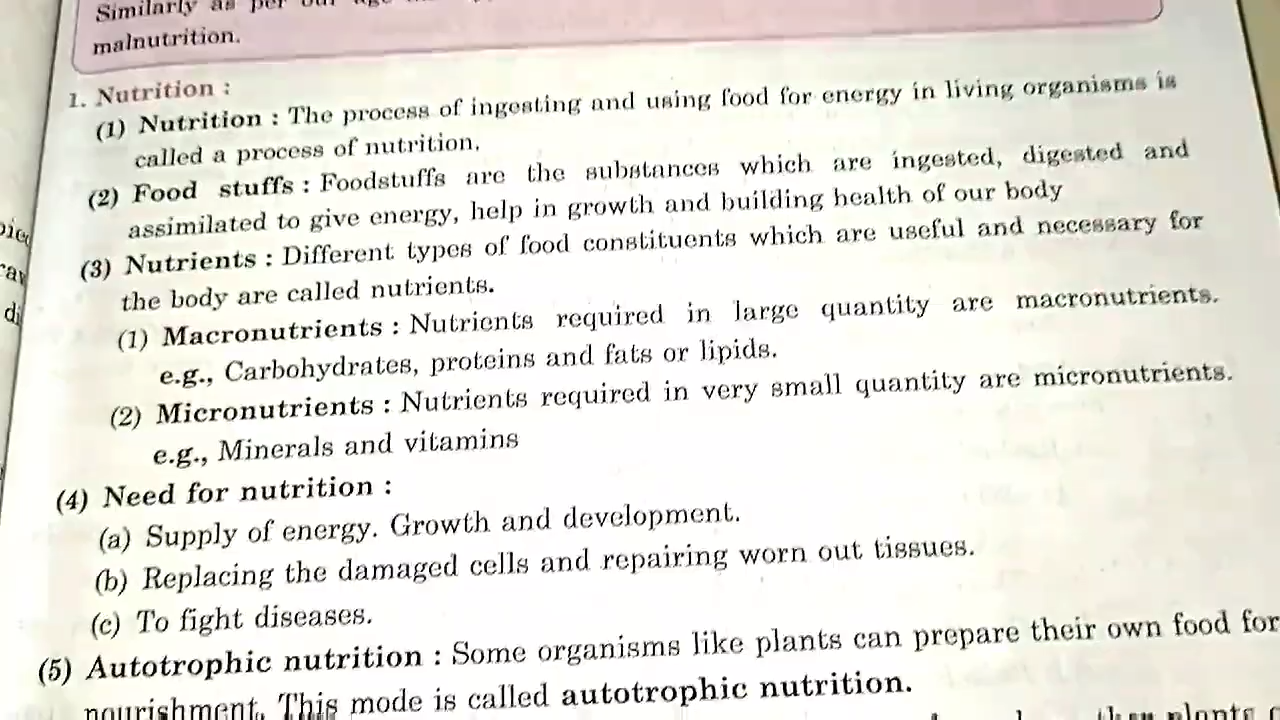 Similarly as per our age
malnutrition.
1. Nutrition :
(1) Nutrition : The process of ingesting and using food for energy in living organisms is
called a process of nutrition.
(2) Food stuffs : Foodstuffs are the substances which are ingested, digested and
assimilated to give energy, help in growth and building health of our body
(3) Nutrients : Different types of food constituents which are useful and necessary for
the body are called nutrients.
(1) Macronutrients : Nutrients required in large quantity are macronutrients.
e.g., Carbohydrates, proteins and fats or lipids.
(2) Micronutrients : Nutrients required in very small quantity are micronutrients.
e.g., Minerals and vitamins
(4) Need for nutrition :
(a) Supply of energy. Growth and development.
(b) Replacing the damaged cells and repairing worn out tissues.
(c) To fight diseases.
(5) Autotrophic nutrition : Some organisms like plants can prepare their own food for
nourishment. This mode is called autotrophic nutrition.
plants